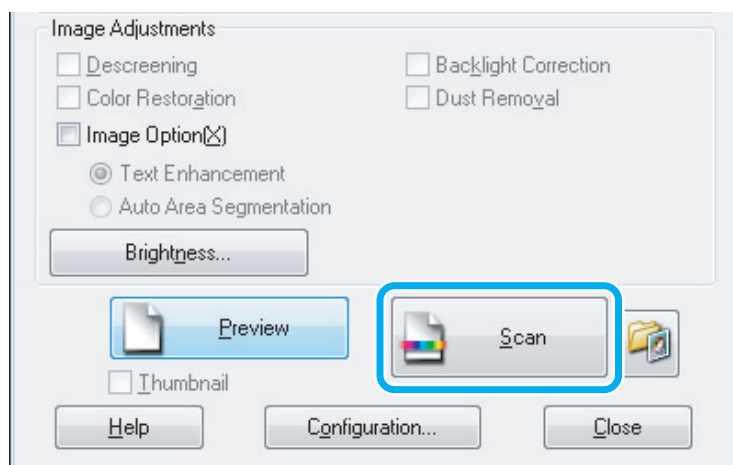 Image Adjustments
Descreening Backlight Correction
Color Restoration Dust Removal
Image Option(X)
Text Enhancement
Auto Area Segmentation
Brightness...
Preview Scan
Thumbnail
Help Configuration... Close